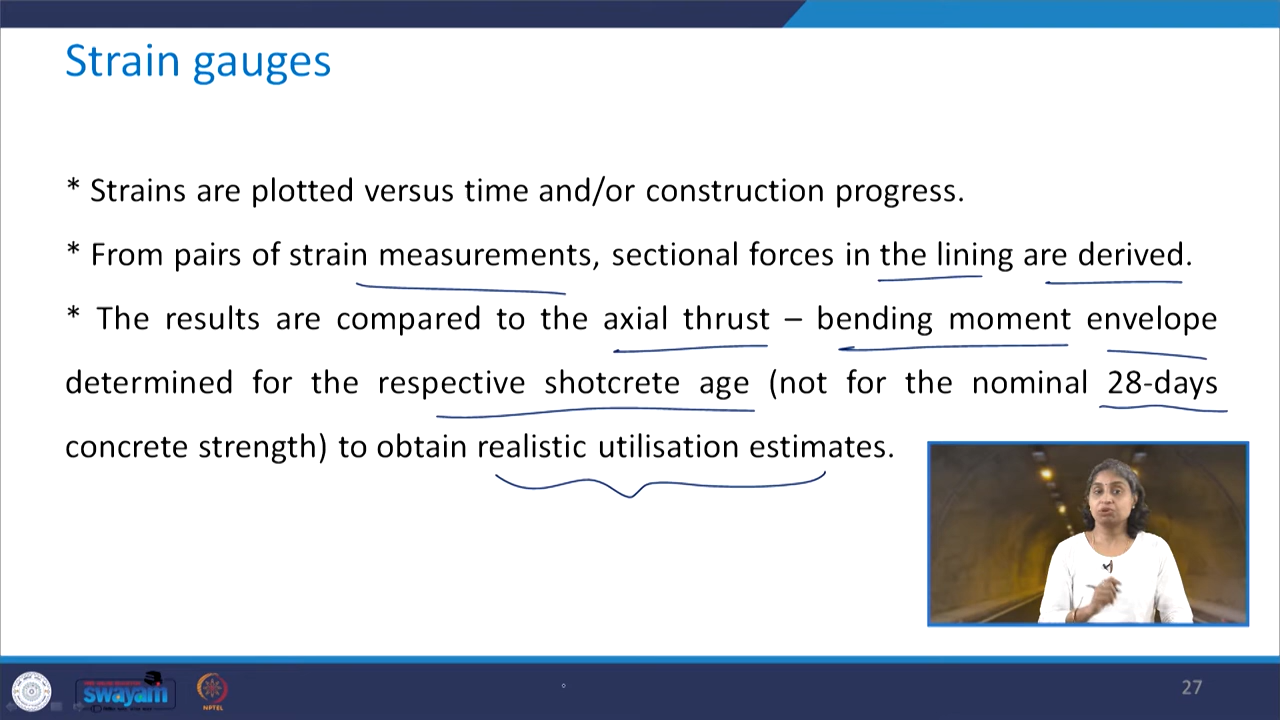 Strain gauges
* Strains are plotted versus time and/or construction progress.
* From pairs of strain measurements, sectional forces in the lining are derived.
* The results are compared to the axial thrust – bending moment envelope
determined for the respective shotcrete age (not for the nominal 28-days
concrete strength) to obtain realistic utilisation estimates.
swayam
NPTEL
27